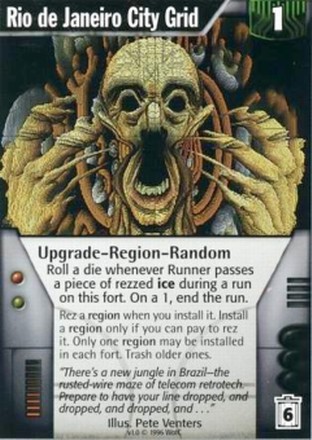 Rio de Janeiro City Grid
1
Upgrade-Region-Random
Roll a die whenever Runner passes
a piece of rezzed ice during a run
on this fort. On a 1, end the run.
Rez a region when you install it. Install
a region only if you can pay to rez
it. Only one region may be installed
in each fort. Trash older ones.
"There's a new jungle in Brazil–the
rusted-wire maze of telecom retrotech.
Prepare to have your line dropped, and
dropped, and dropped, and . . ."
Illus. Pete Venters
v1.0 © 1996 WotC
6